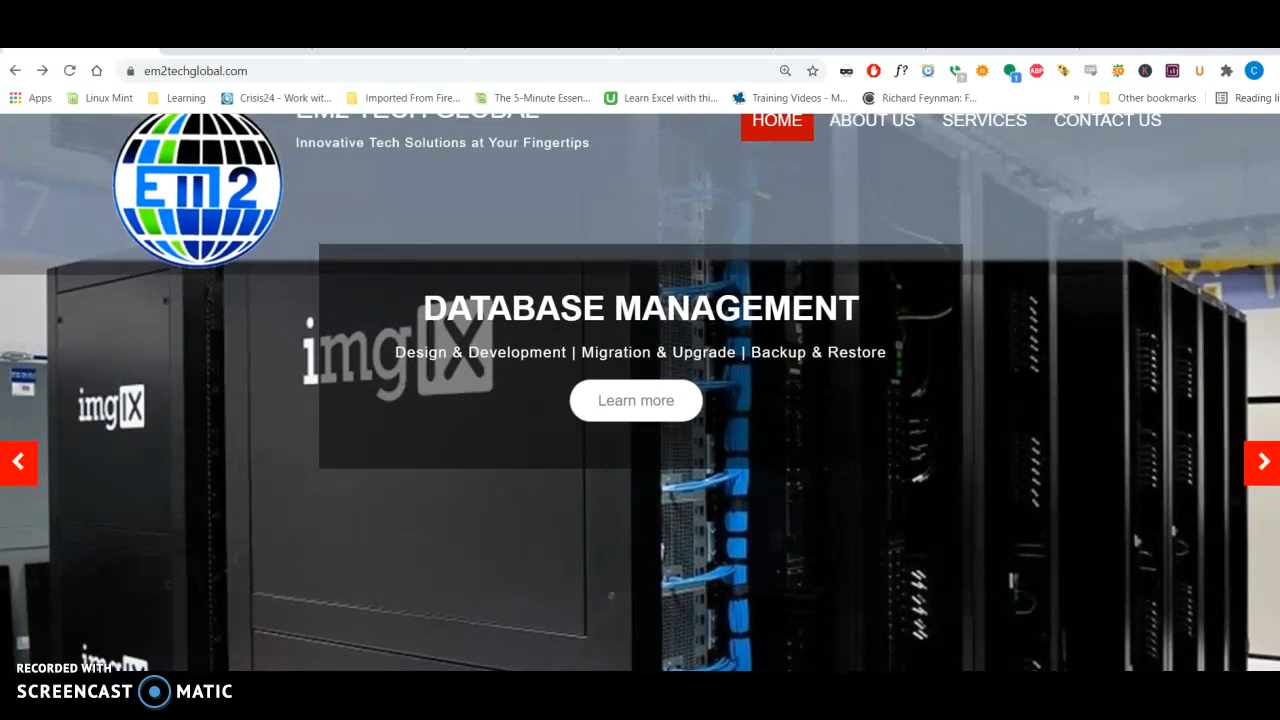 em2techglobal.com
f?
ABP
C
Apps
Linux Mint
Learning
Crisis24 - Work wit...
Imported From Fire...
The 5-Minute Essen...
Learn Excel with thi...
Training Videos - M...
Richard Feynman: F...
»
Other bookmarks
Reading li
EM2 TECH GLOBAL
Innovative Tech Solutions at Your Fingertips
HOME
ABOUT US
SERVICES
CONTACT US
Em2
DATABASE MANAGEMENT
Design & Development | Migration & Upgrade | Backup & Restore
Learn more
imgIX
imgIX
RECORDED WITH
SCREENCAST MATIC